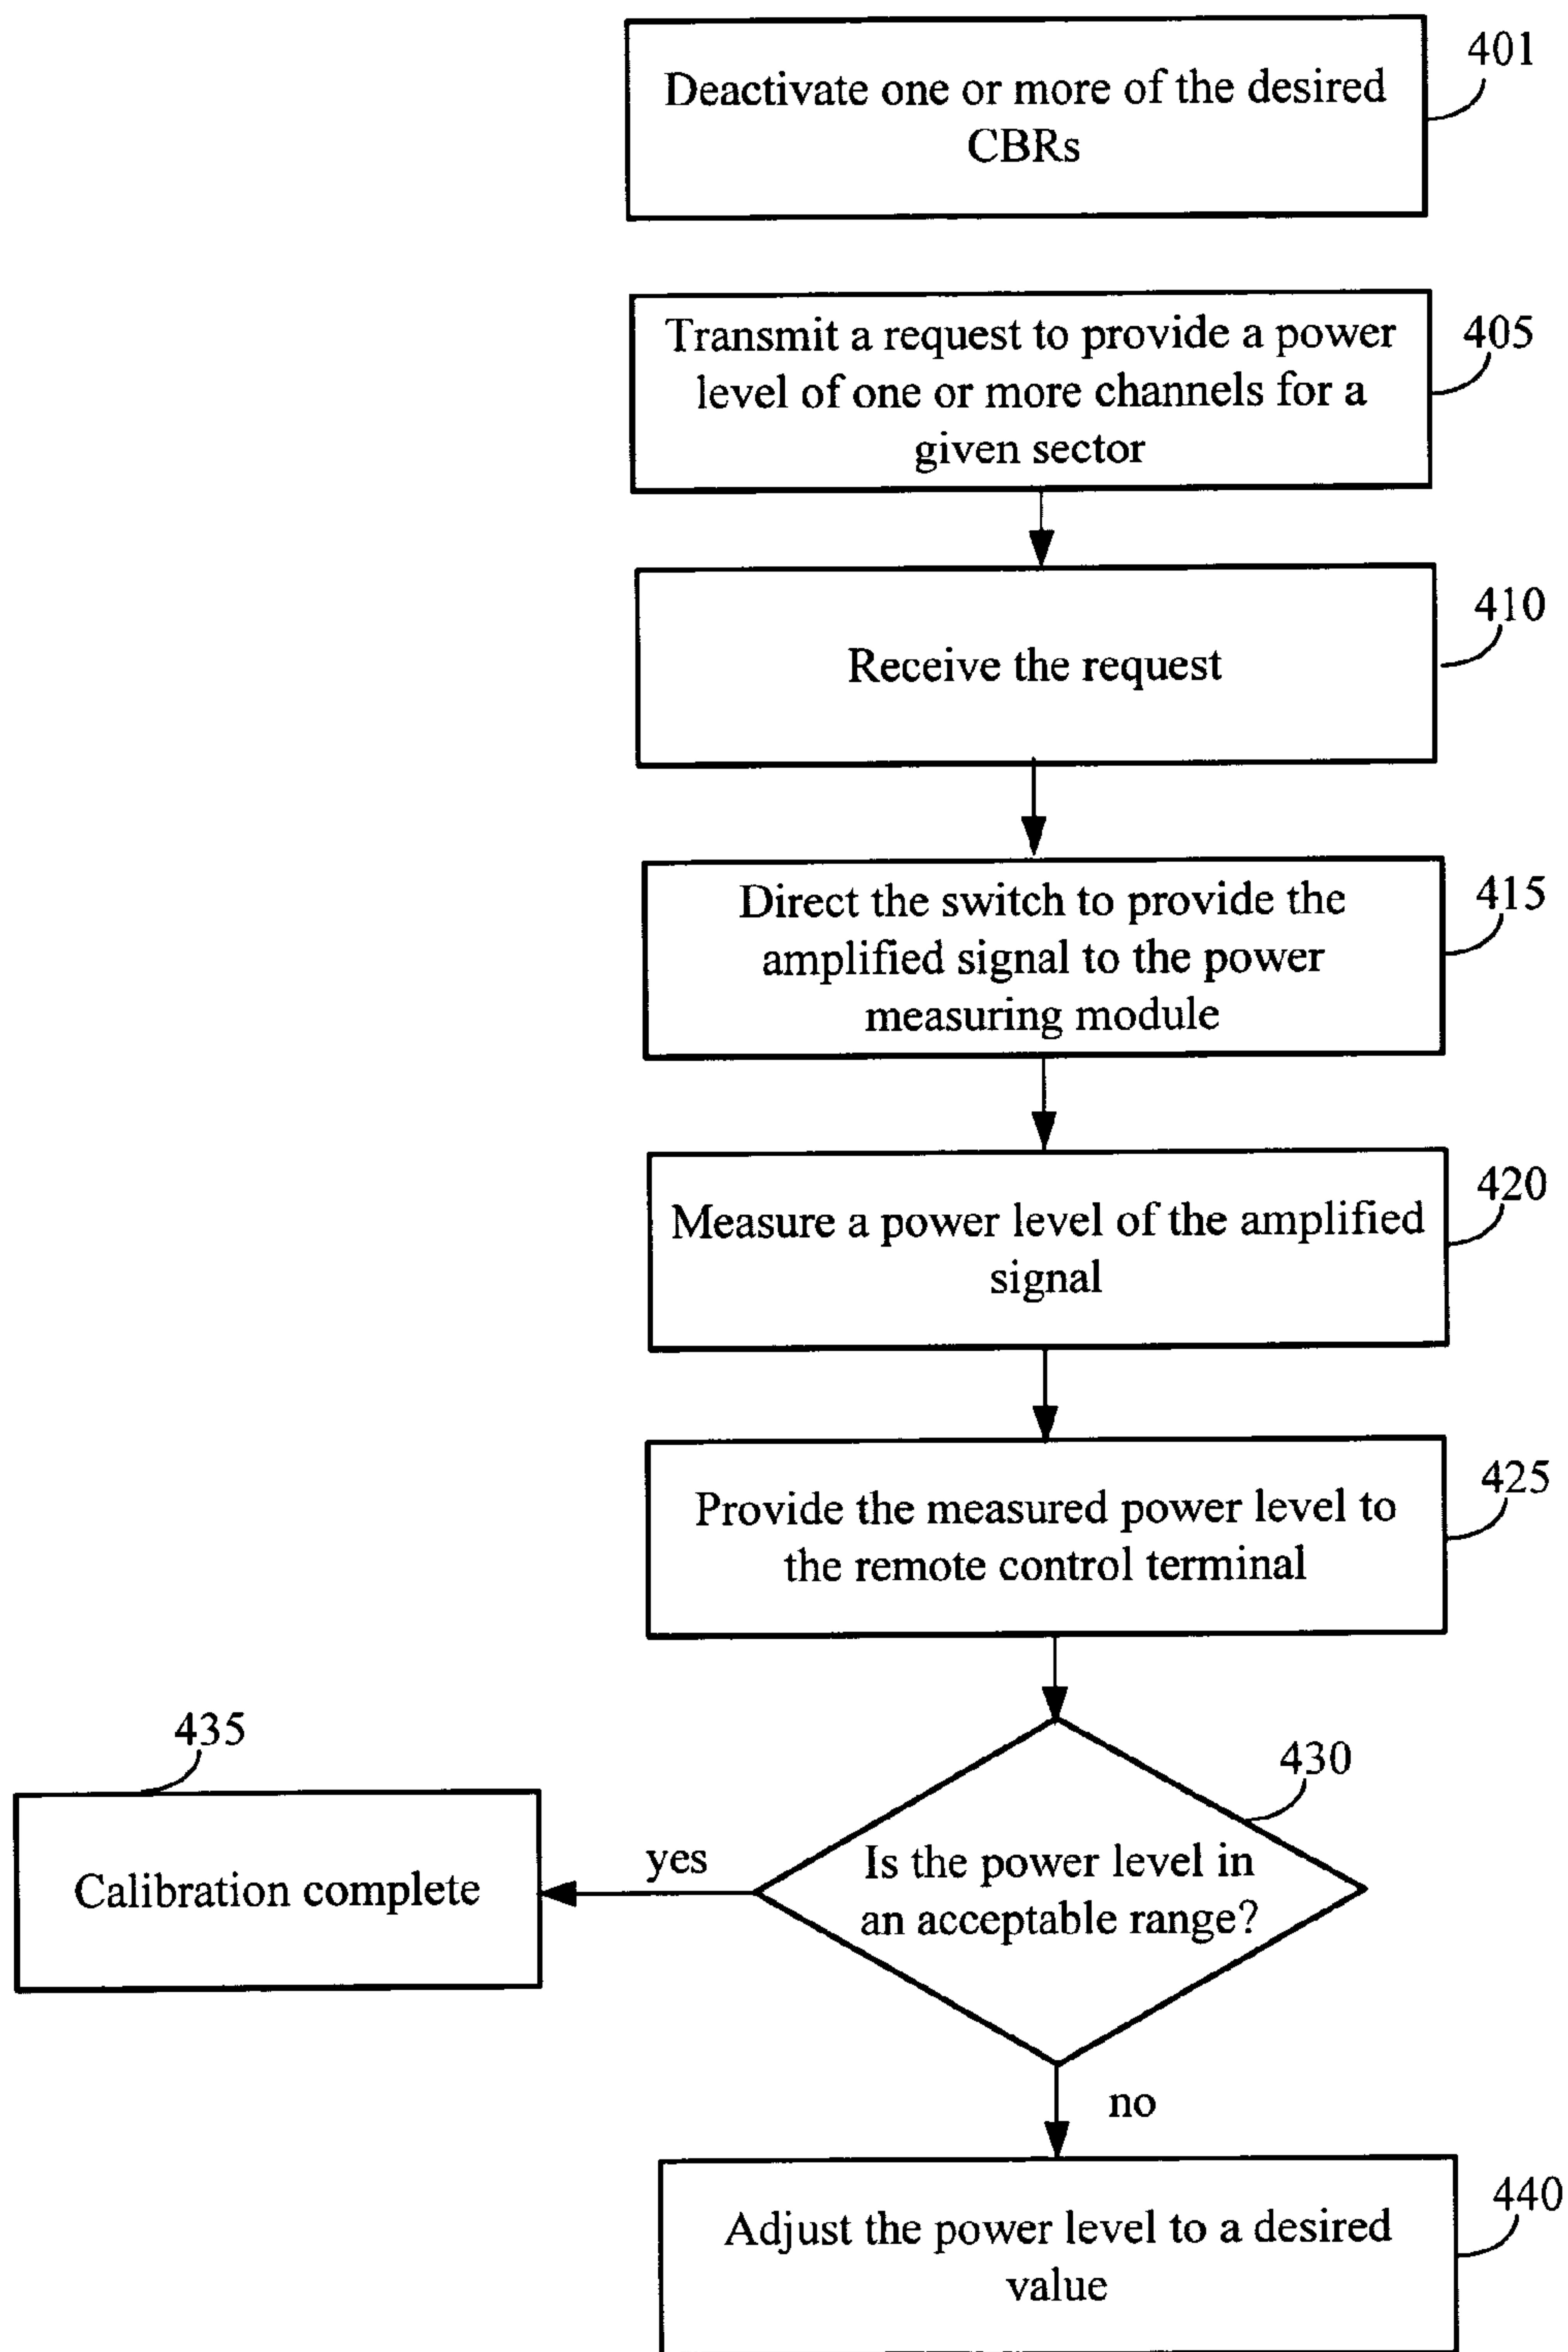 Deactivate one or more of the desired
CBRs
401
Transmit a request to provide a power
level of one or more channels for a
given sector
405
Receive the request
410
Direct the switch to provide the
amplified signal to the power
measuring module
415
Measure a power level of the amplified
signal
420
Provide the measured power level to
the remote control terminal
425
435
Calibration complete
yes
430
Is the power level in
an acceptable range?
no
Adjust the power level to a desired
value
440